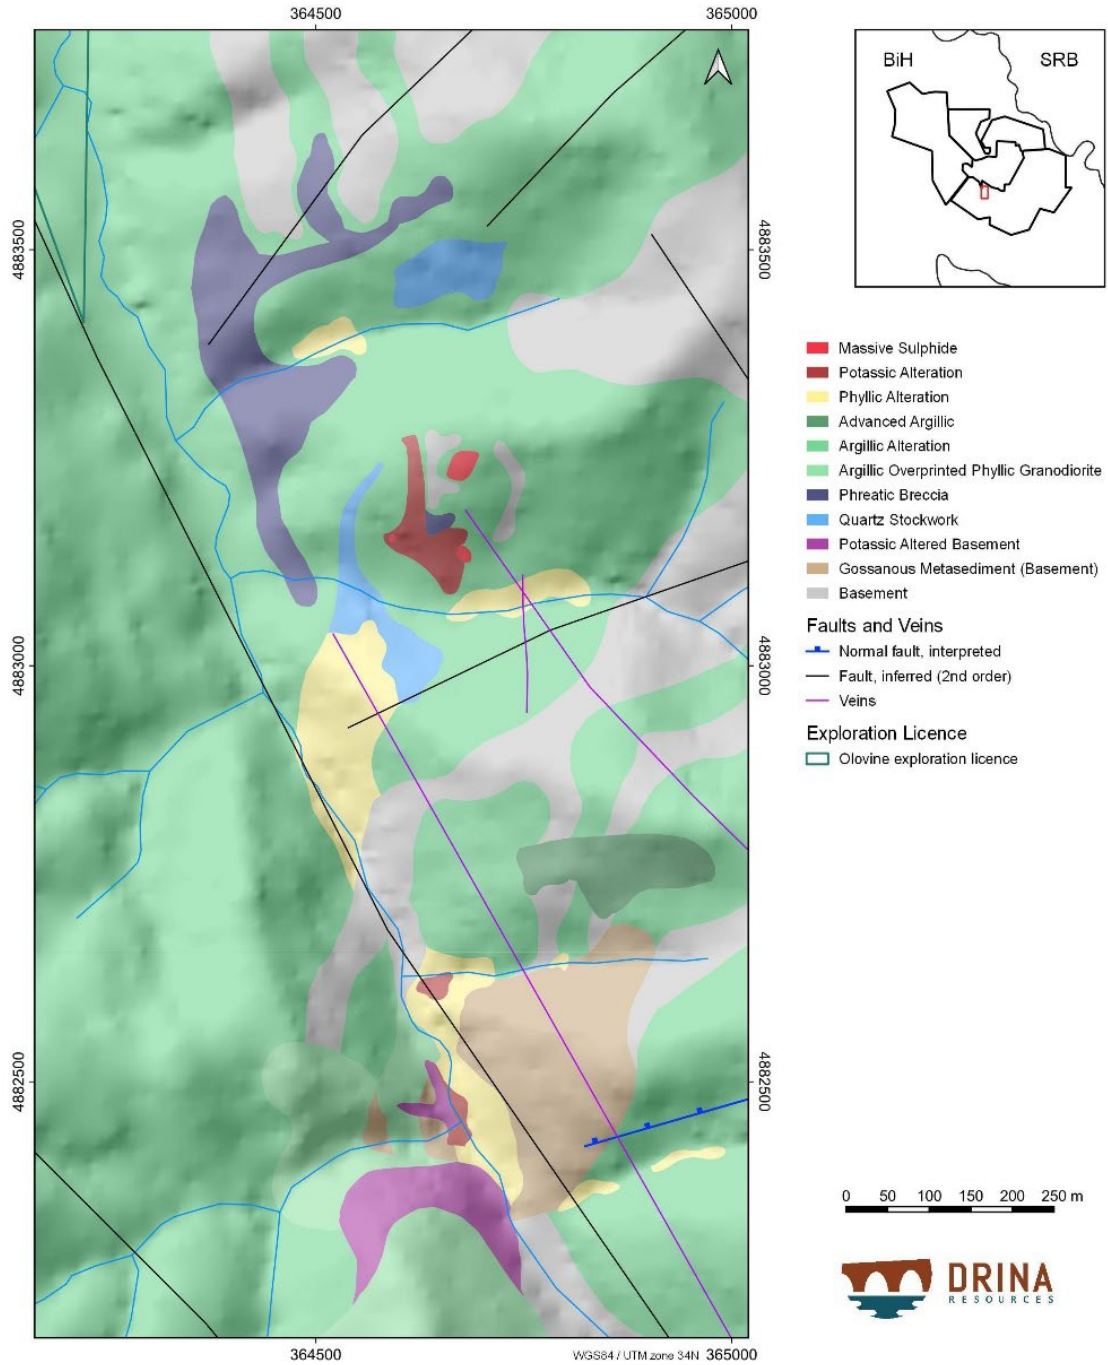 364500
365000
4883500
4883500
4883000
4883000
4882500
4882500
364500
WGS84 / UTM zone 34N
365000
BiH
SRB
Massive Sulphide
Potassic Alteration
Phyllic Alteration
Advanced Argillic
Argillic Alteration
Argillic Overprinted Phyllic Granodiorite
Phreatic Breccia
Quartz Stockwork
Potassic Altered Basement
Gossanous Metasediment (Basement)
Basement
Faults and Veins
Normal fault, interpreted
Fault, inferred (2nd order)
Veins
Exploration Licence
Olovine exploration licence
0 50 100 150 200 250 m
DRINA
RESOURCES